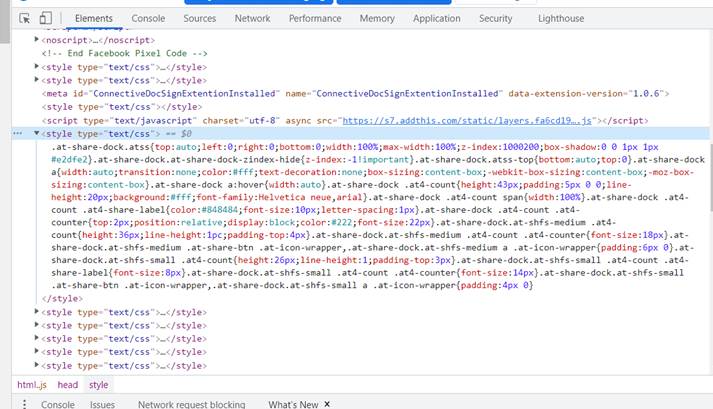 Elements Console Sources Network Performance Memory Application Security Lighthouse
<noscript>…</noscript>
<!-- End Facebook Pixel Code -->
<style type="text/css">…</style>
<style type="text/css">…</style>
<meta id="ConnectiveDocSignExtentionInstalled" name="ConnectiveDocSignExtentionInstalled" data-extension-version="1.0.6">
<style type="text/css"></style>
<script type="text/javascript" charset="utf-8" async src="https://s7.addthis.com/static/layers.fa6cd19….js"></script>
<style type="text/css"> == $0
.at-share-dock.atss{top:auto;left:0;right:0;bottom:0;width:100%;max-width:100%;z-index:1000200;box-shadow:0 0 1px 1px
#e2dfe2}.at-share-dock.at-share-dock-zindex-hide{z-index:-1!important}.at-share-dock.atss-top{bottom:auto;top:0}.at-share-dock
a{width:auto;transition:none;color:#fff;text-decoration:none;box-sizing:content-box;-webkit-box-sizing:content-box;-moz-box-
sizing:content-box}.at-share-dock a:hover{width:auto}.at-share-dock .at4-count{height:43px;padding:5px 0 0;line-
height:20px;background:#fff;font-family:Helvetica neue,arial}.at-share-dock .at4-count span{width:100%}.at-share-dock .at4-
count .at4-share-label{color:#848484;font-size:10px;letter-spacing:1px}.at-share-dock .at4-count .at4-
counter{top:2px;position:relative;display:block;color:#222;font-size:22px}.at-share-dock.at-shfs-medium .at4-
count{height:36px;line-height:1pc;padding-top:4px}.at-share-dock.at-shfs-medium .at4-count .at4-counter{font-size:18px}.at-
share-dock.at-shfs-medium .at-share-btn .at-icon-wrapper,.at-share-dock.at-shfs-medium a .at-icon-wrapper{padding:6px 0}.at-
share-dock.at-shfs-small .at4-count{height:26px;line-height:1;padding-top:3px}.at-share-dock.at-shfs-small .at4-count .at4-
share-label{font-size:8px}.at-share-dock.at-shfs-small .at4-count .at4-counter{font-size:14px}.at-share-dock.at-shfs-small
.at-share-btn .at-icon-wrapper,.at-share-dock.at-shfs-small a .at-icon-wrapper{padding:4px 0}
</style>
<style type="text/css">…</style>
<style type="text/css">…</style>
<style type="text/css">…</style>
<style type="text/css">…</style>
<style type="text/css">…</style>
html.js head style
Console Issues Network request blocking What's New